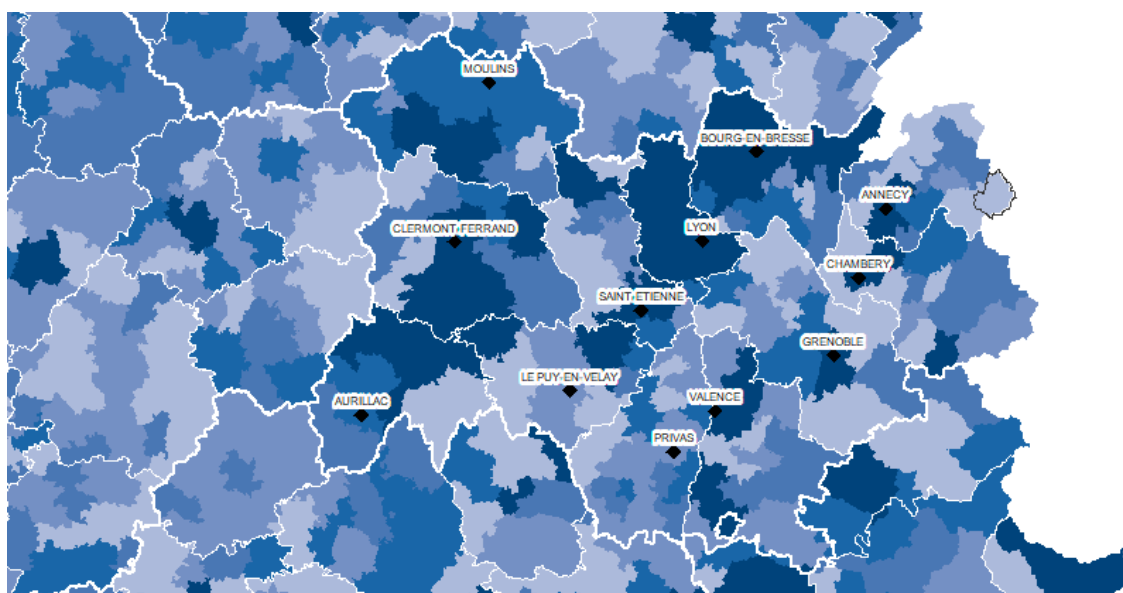 MOULINS
BOURG-EN-BRESSE
ANNECY
CLERMONT-FERRAND
LYON
CHAMBERY
SAINT-ETIENNE
GRENOBLE
LE PUY-EN-VELAY
AURILLAC
VALENCE
PRIVAS